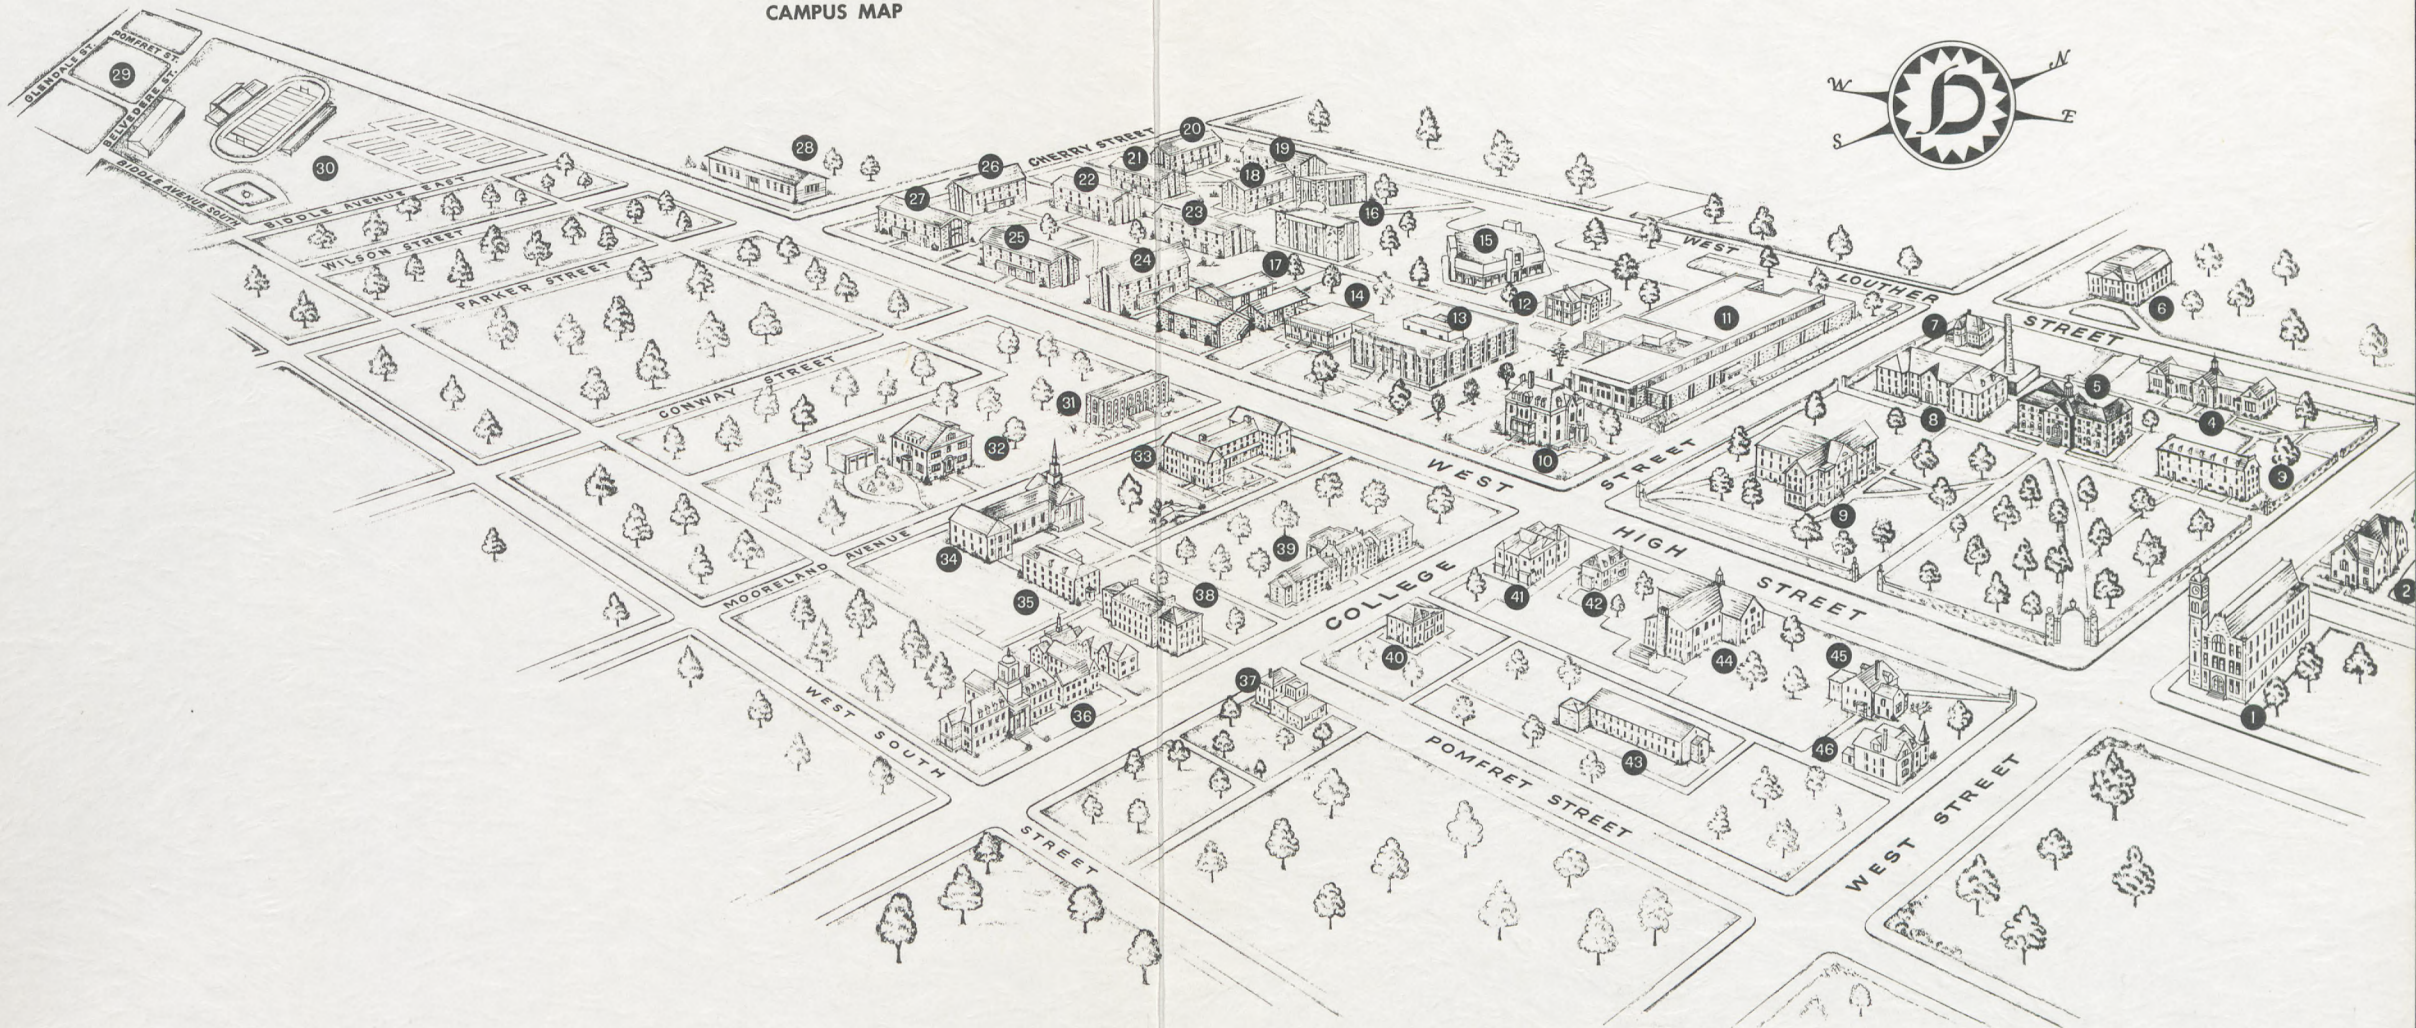 CAMPUS MAP
W
N
S
E
D
GLENDALE ST.
POMFRET ST.
BELVEDERE ST.
29
30
BIDDLE AVENUE SOUTH
BIDDLE AVENUE EAST
WILSON STREET
PARKER STREET
CONWAY STREET
28
CHERRY STREET
20
21
19
26
22
18
27
23
16
25
24
17
15
14
12
13
11
WEST LOUTHER STREET
6
7
5
8
4
3
9
10
31
32
33
WEST HIGH STREET
COLLEGE STREET
MOORELAND AVENUE
34
35
38
39
41
42
40
44
45
37
36
43
46
2
1
WEST SOUTH STREET
POMFRET STREET
WEST STREET